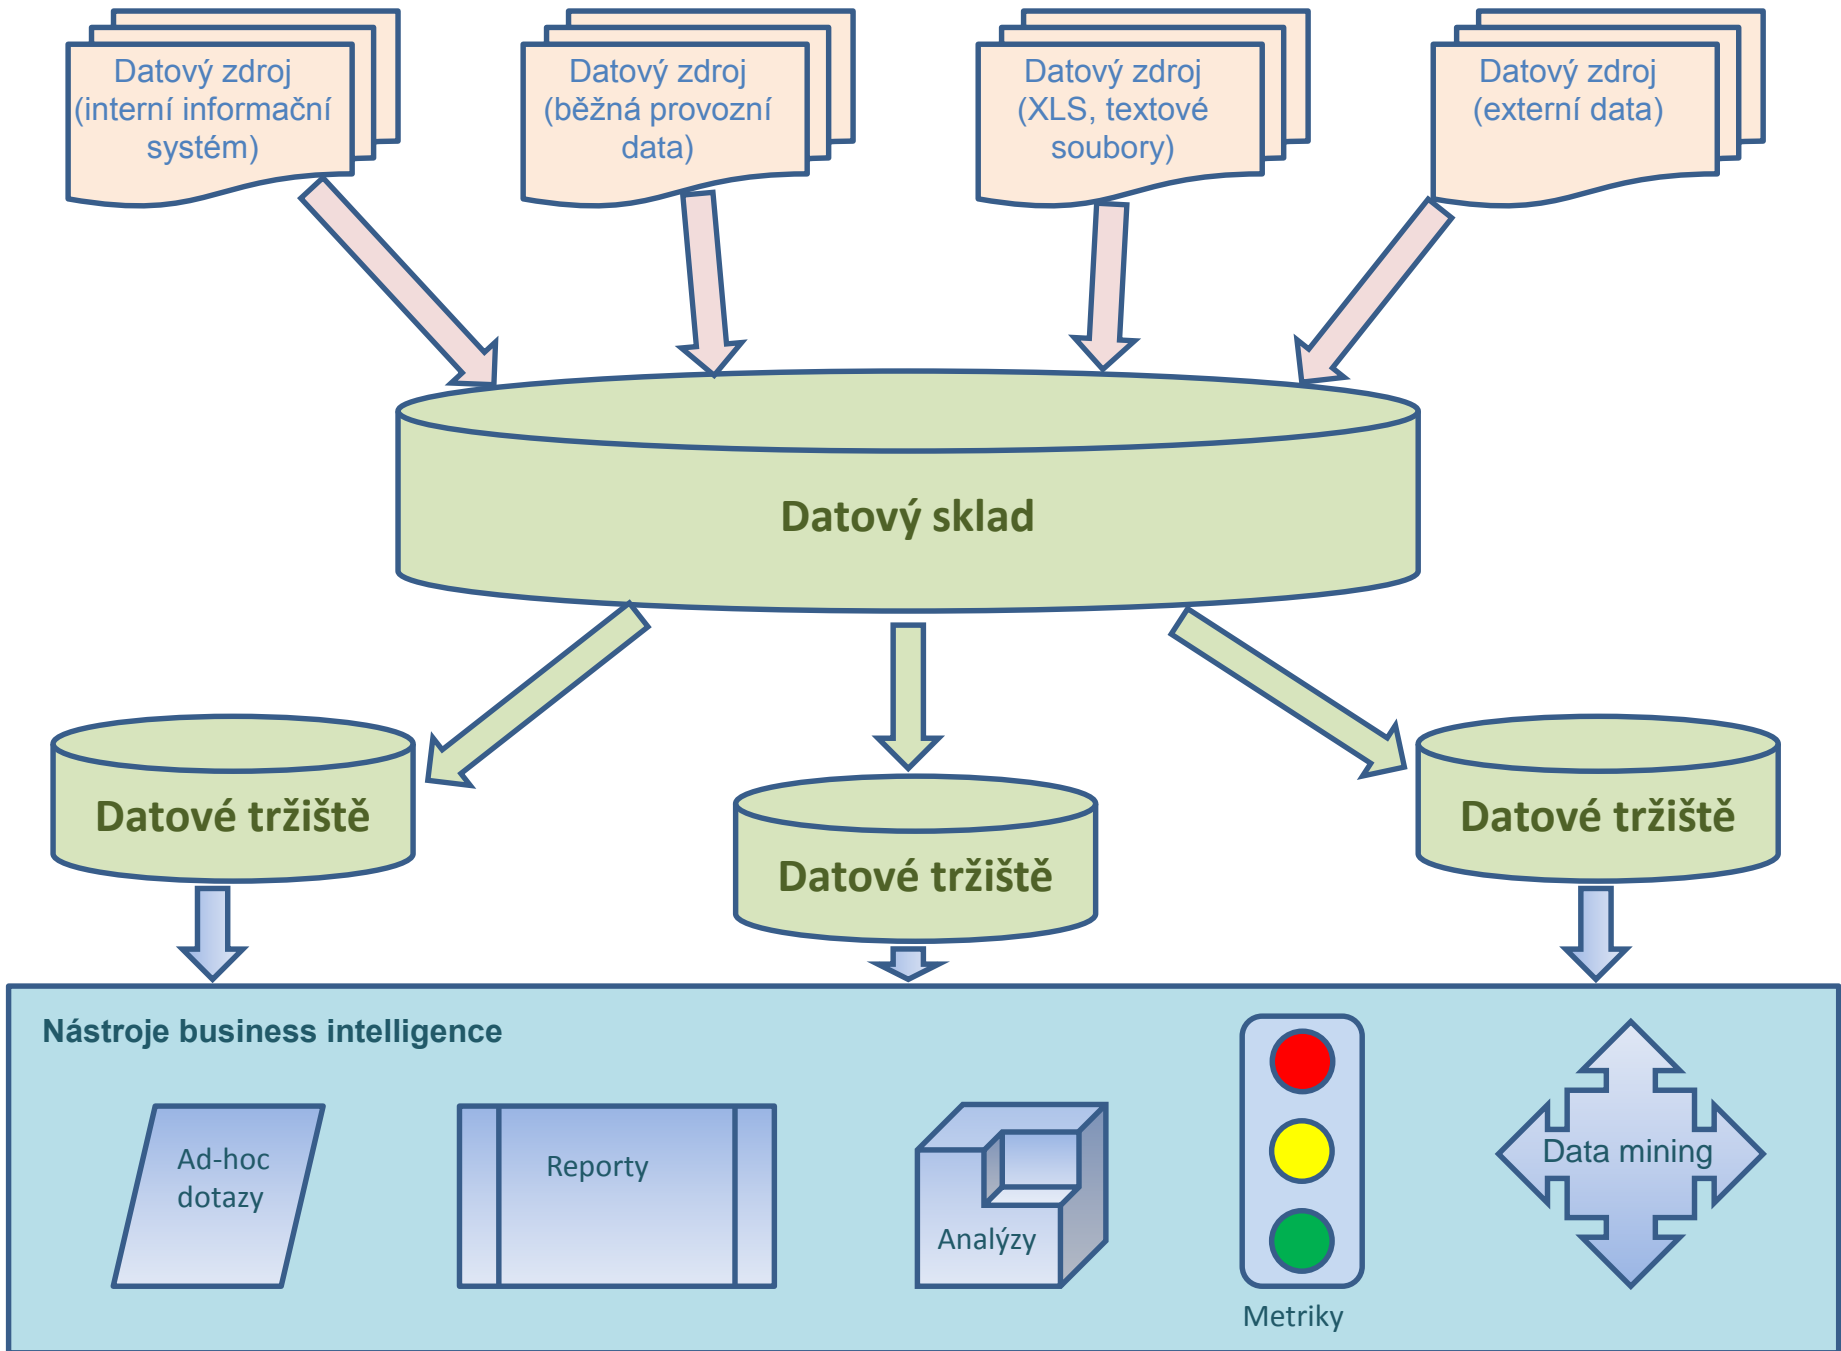 Datový zdroj
(interní informační
systém)
Datový zdroj
(běžná provozní
data)
Datový zdroj
(XLS, textové
soubory)
Datový zdroj
(externí data)
Datový sklad
Datové tržiště
Datové tržiště
Datové tržiště
Nástroje business intelligence
Ad-hoc
dotazy
Reporty
Analýzy
Metriky
Data mining